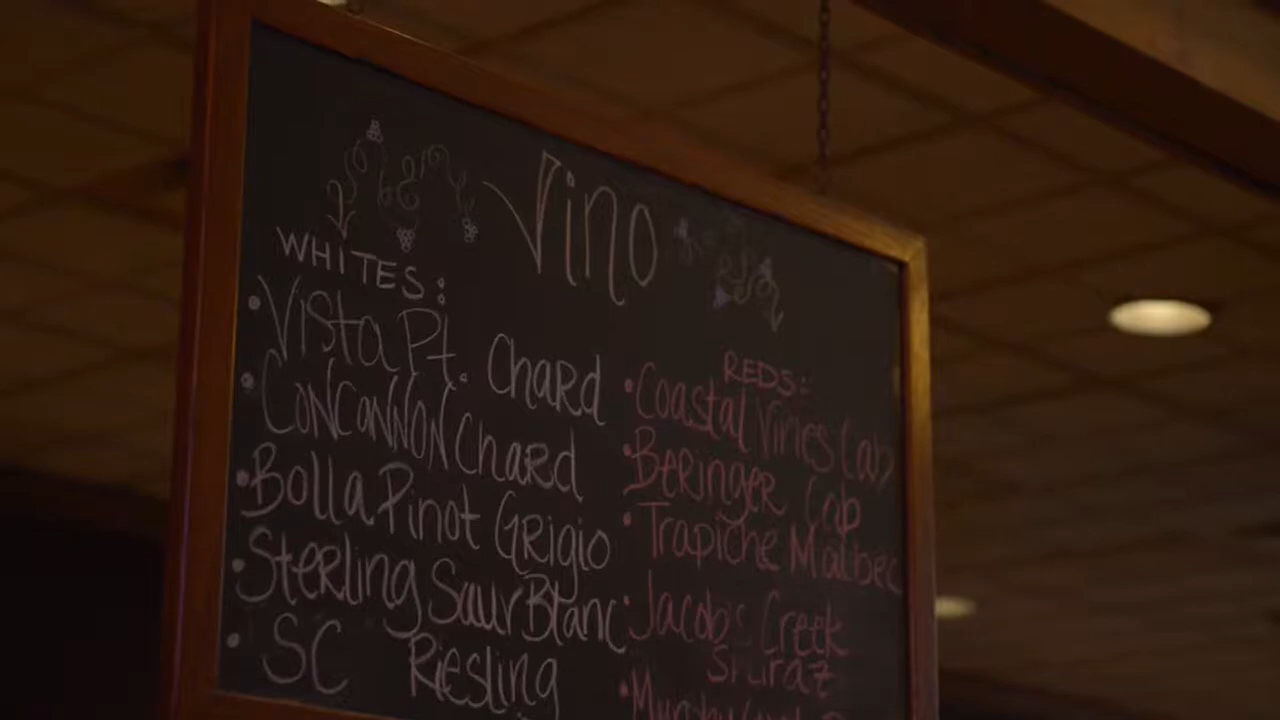 Vino
WHITES:
• Vista Pt. Chard
• Concannon Chard
• Bolla Pinot Grigio
• Sterling Sauv Blanc
• SC Riesling
REDS:
• Coastal Vines Cab
• Beringer Cab
• Trapiche Malbec
• Jacob's Creek
Shiraz